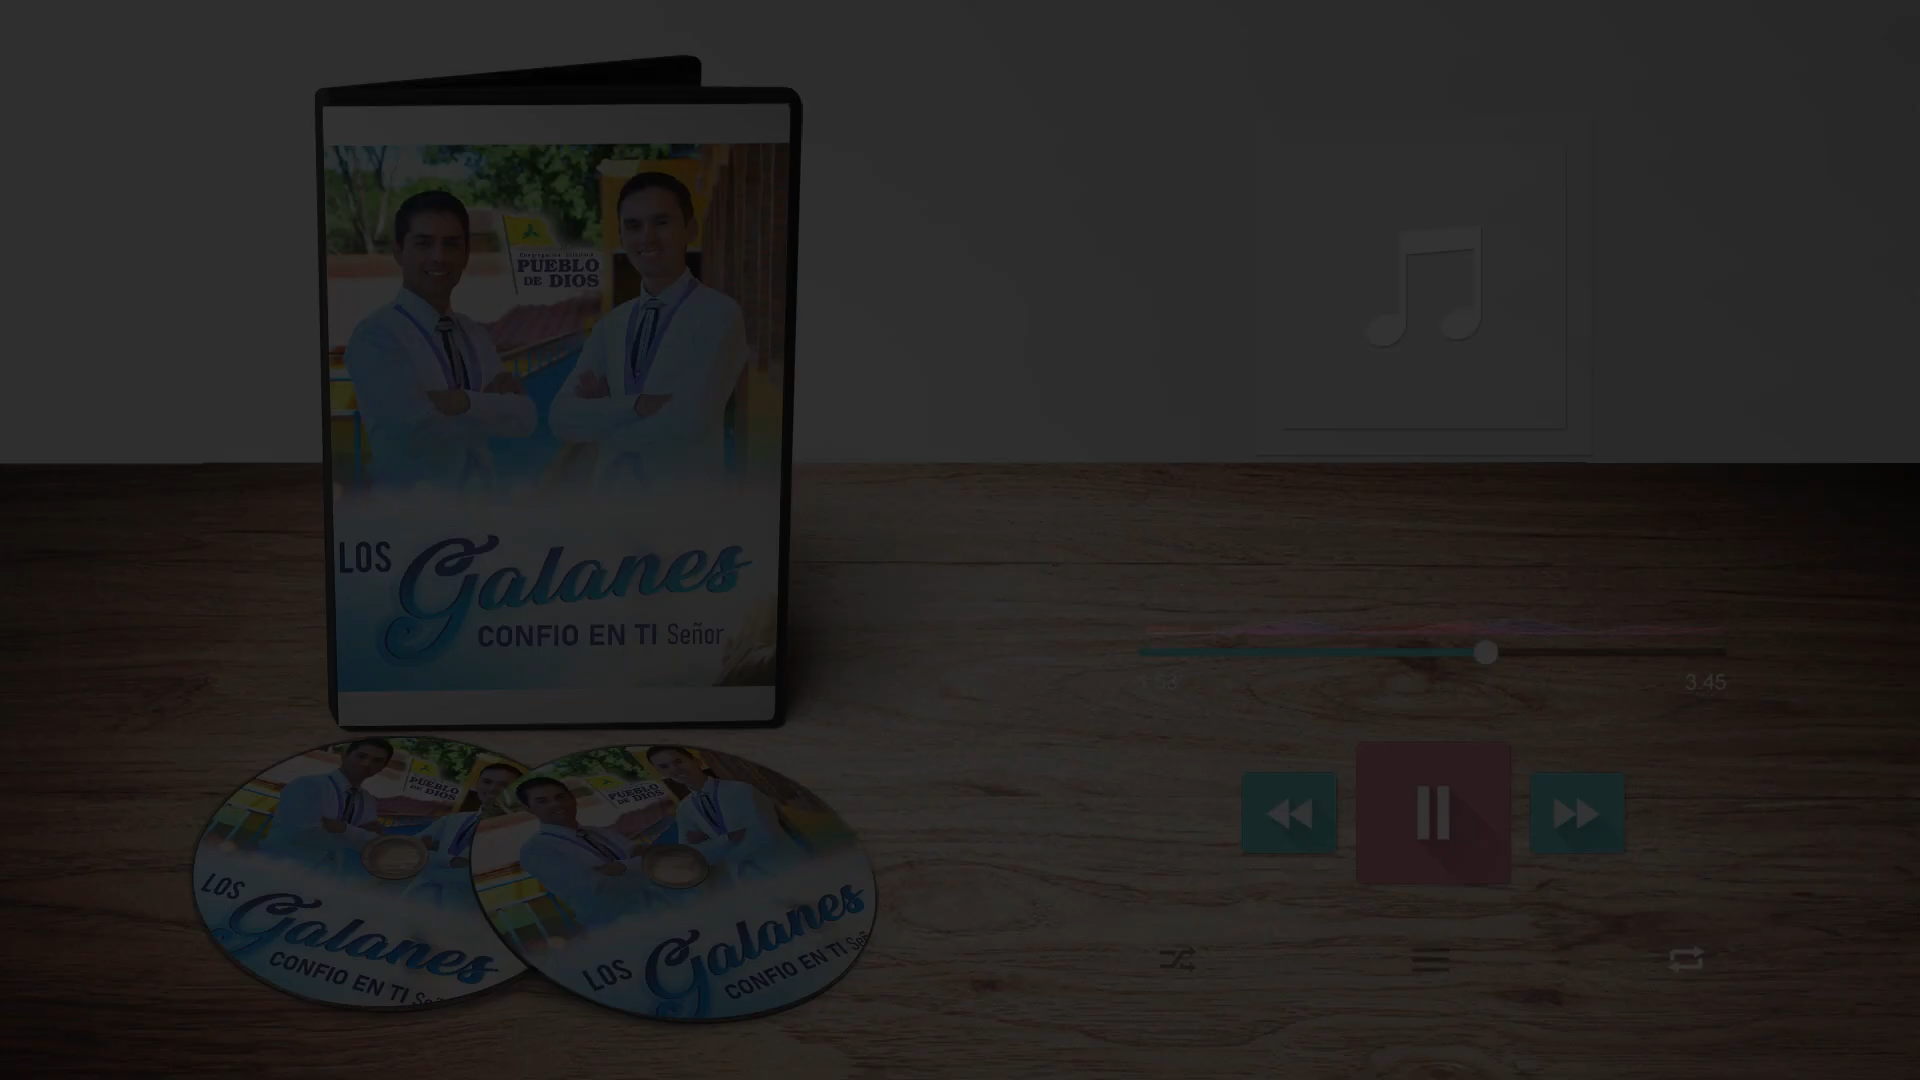 PUEBLO
DE DIOS
LOS Galanes
CONFIO EN TI Señor
3.45
PUEBLO
DE DIOS
LOS Galanes
CONFIO EN TI
PUEBLO
DE DIOS
LOS Galanes
CONFIO EN TI